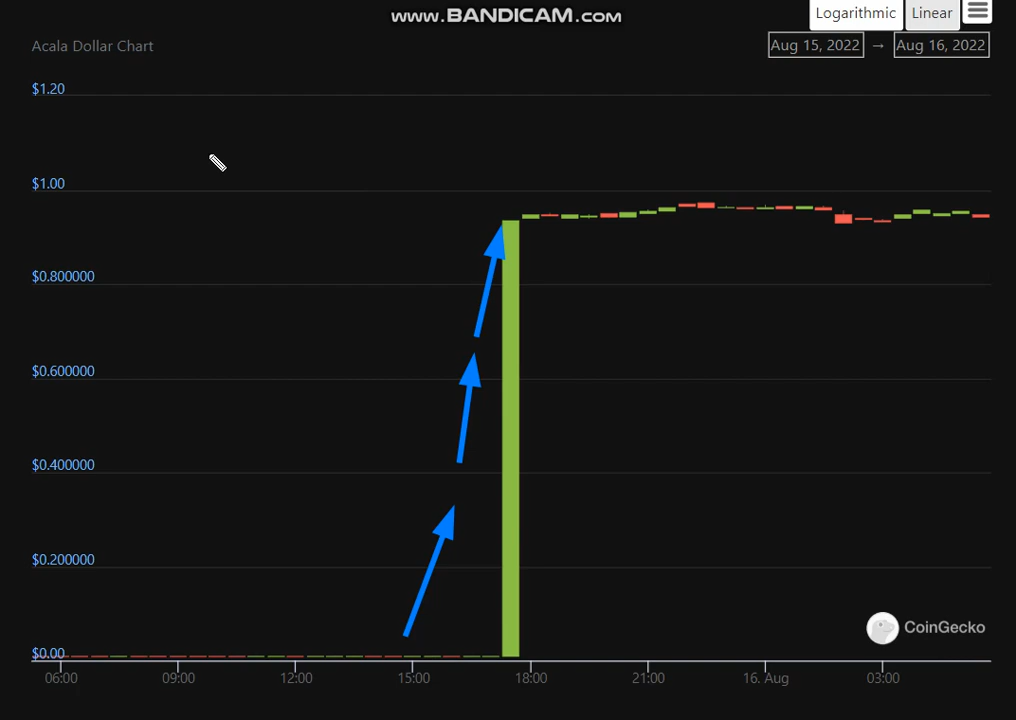 www.BANDICAM.com
Logarithmic Linear
Acala Dollar Chart
Aug 15, 2022 → Aug 16, 2022
$1.20
$1.00
$0.800000
$0.600000
$0.400000
$0.200000
$0.00
CoinGecko
06:00 09:00 12:00 15:00 18:00 21:00 16. Aug 03:00